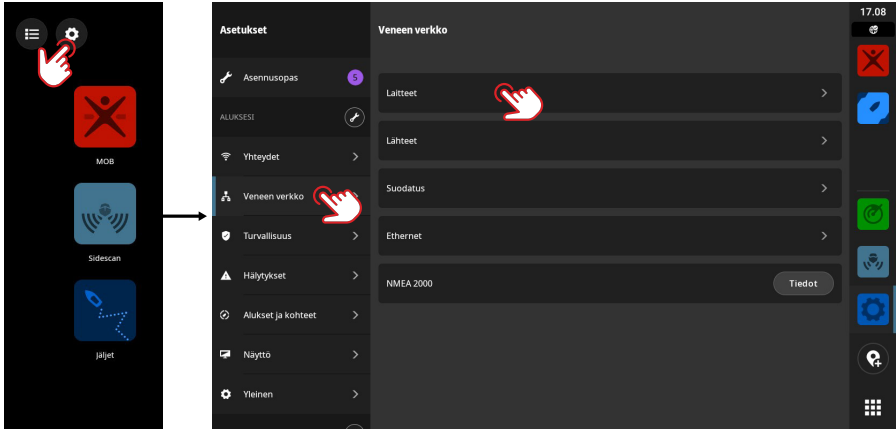 MOB
Sidescan
Jäljet
Asetukset
Asennusopas
5
ALUKSESI
Yhteydet
Veneen verkko
Turvallisuus
Hälytykset
Alukset ja kohteet
Näyttö
Yleinen
Veneen verkko
Laitteet
Lähteet
Suodatus
Ethernet
NMEA 2000
Tiedot
17.08